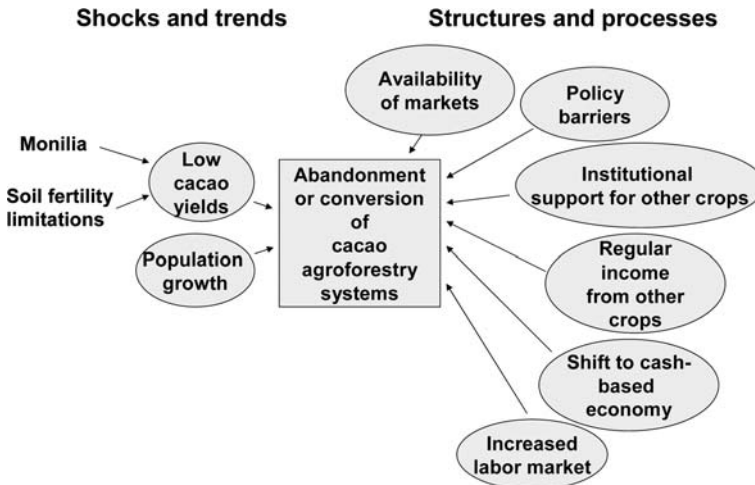 Shocks and trends
Structures and processes
Availability
of markets
Policy
barriers
Monilia
Soil fertility
limitations
Low
cacao
yields
Population
growth
Abandonment
or conversion
of
cacao
agroforestry
systems
Institutional
support for other crops
Regular
income
from other
crops
Shift to cash-
based
economy
Increased
labor market